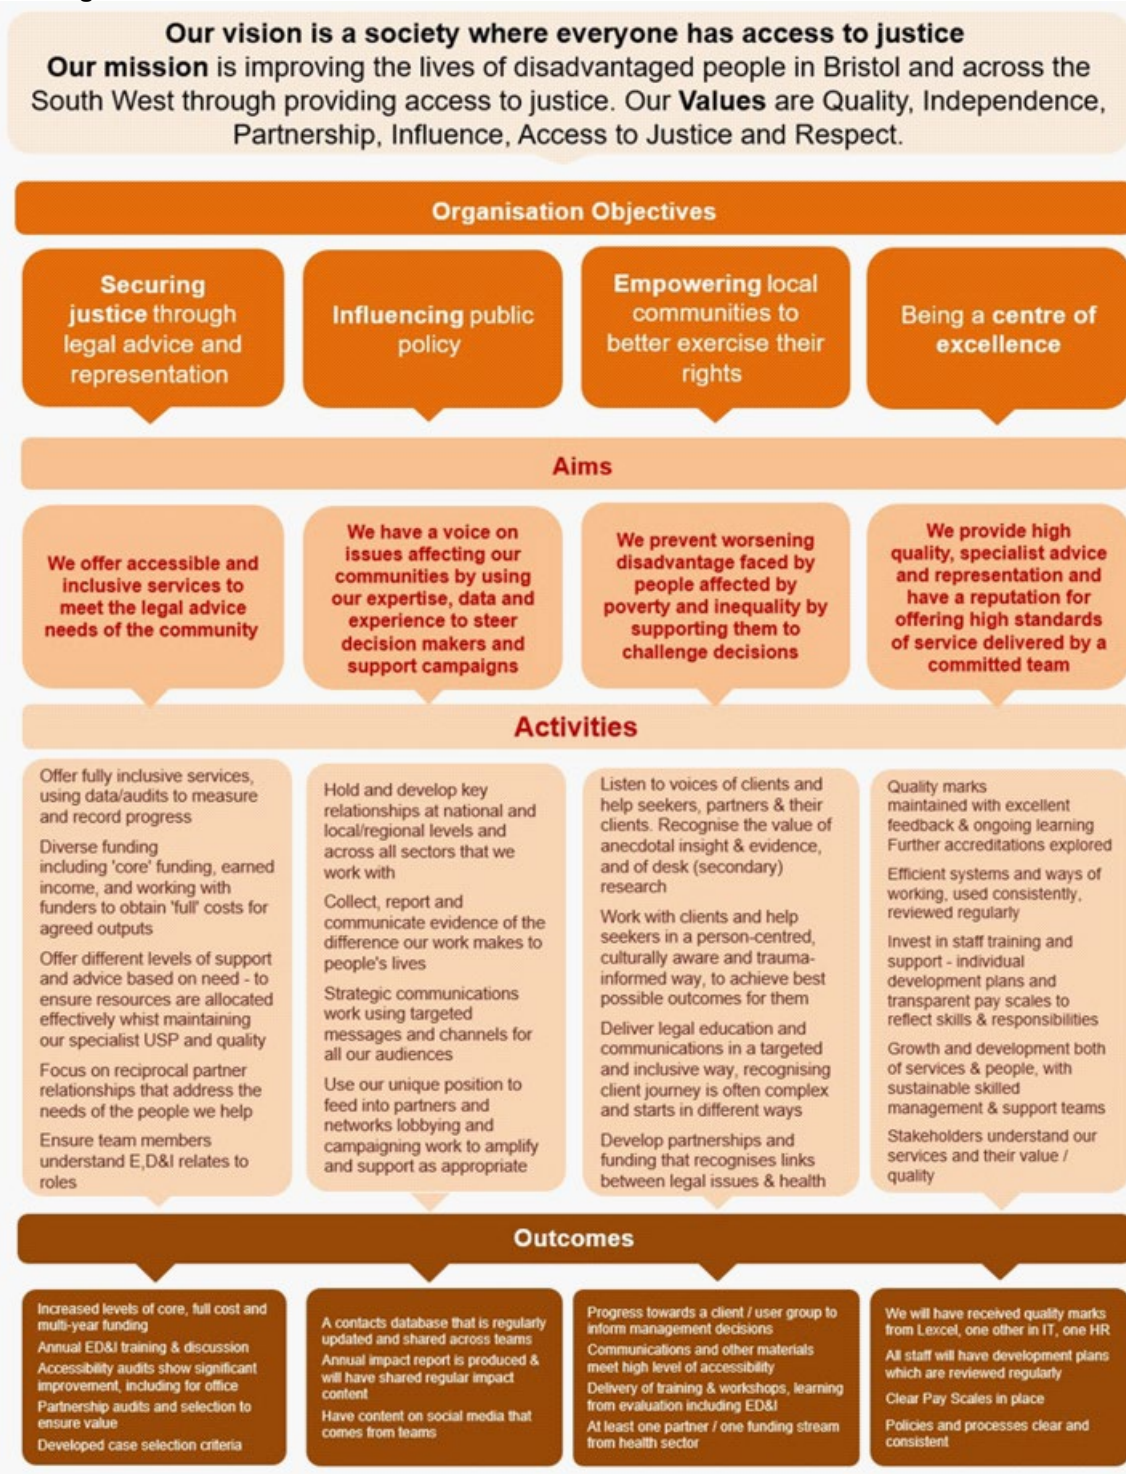 Our vision is a society where everyone has access to justice
Our mission is improving the lives of disadvantaged people in Bristol and across the
South West through providing access to justice. Our Values are Quality, Independence,
Partnership, Influence, Access to Justice and Respect.
Organisation Objectives
Securing
justice through
legal advice and
representation
Influencing public
policy
Empowering local
communities to
better exercise their
rights
Being a centre of
excellence
Aims
We offer accessible and
inclusive services to
meet the legal advice
needs of the community
We have a voice on
issues affecting our
communities by using
our expertise, data and
experience to steer
decision makers and
support campaigns
We prevent worsening
disadvantage faced by
people affected by
poverty and inequality by
supporting them to
challenge decisions
We provide high
quality, specialist advice
and representation and
have a reputation for
offering high standards
of service delivered by a
committed team
Activities
Offer fully inclusive services,
using data/audits to measure
and record progress
Diverse funding
including 'core' funding, earned
income, and working with
funders to obtain 'full' costs for
agreed outputs
Offer different levels of support
and advice based on need - to
ensure resources are allocated
effectively whist maintaining
our specialist USP and quality
Focus on reciprocal partner
relationships that address the
needs of the people we help
Ensure team members
understand E,D&I relates to
roles
Hold and develop key
relationships at national and
local/regional levels and
across all sectors that we
work with
Collect, report and
communicate evidence of the
difference our work makes to
people's lives
Strategic communications
work using targeted
messages and channels for
all our audiences
Use our unique position to
feed into partners and
networks lobbying and
campaigning work to amplify
and support as appropriate
Listen to voices of clients and
help seekers, partners & their
clients. Recognise the value of
anecdotal insight & evidence,
and of desk (secondary)
research
Work with clients and help
seekers in a person-centred,
culturally aware and trauma-
informed way, to achieve best
possible outcomes for them
Deliver legal education and
communications in a targeted
and inclusive way, recognising
client journey is often complex
and starts in different ways
Develop partnerships and
funding that recognises links
between legal issues & health
Quality marks
maintained with excellent
feedback & ongoing learning
Further accreditations explored
Efficient systems and ways of
working, used consistently,
reviewed regularly
Invest in staff training and
support - individual
development plans and
transparent pay scales to
reflect skills & responsibilities
Growth and development both
of services & people, with
sustainable skilled
management & support teams
Stakeholders understand our
services and their value /
quality
Outcomes
Increased levels of core, full cost and
multi-year funding
Annual ED&I training & discussion
Accessibility audits show significant
improvement, including for office
Partnership audits and selection to
ensure value
Developed case selection criteria
A contacts database that is regularly
updated and shared across teams
Annual impact report is produced &
will have shared regular impact
content
Have content on social media that
comes from teams
Progress towards a client / user group to
inform management decisions
Communications and other materials
meet high level of accessibility
Delivery of training & workshops, learning
from evaluation including ED&I
At least one partner / one funding stream
from health sector
We will have received quality marks
from Lexcel, one other in IT, one HR
All staff will have development plans
which are reviewed regularly
Clear Pay Scales in place
Policies and processes clear and
consistent